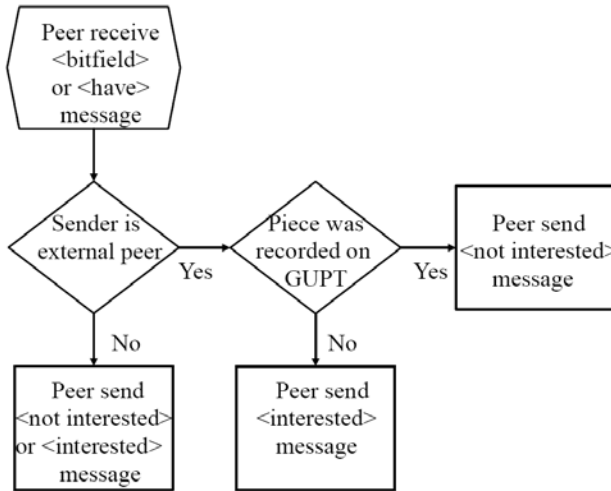 Peer receive
<bitfield>
or <have>
message
Sender is
external peer
Yes
Piece was
recorded on
GUPT
Yes
Peer send
<not interested>
message
No
No
Peer send
<not interested>
or <interested>
message
Peer send
<interested>
message